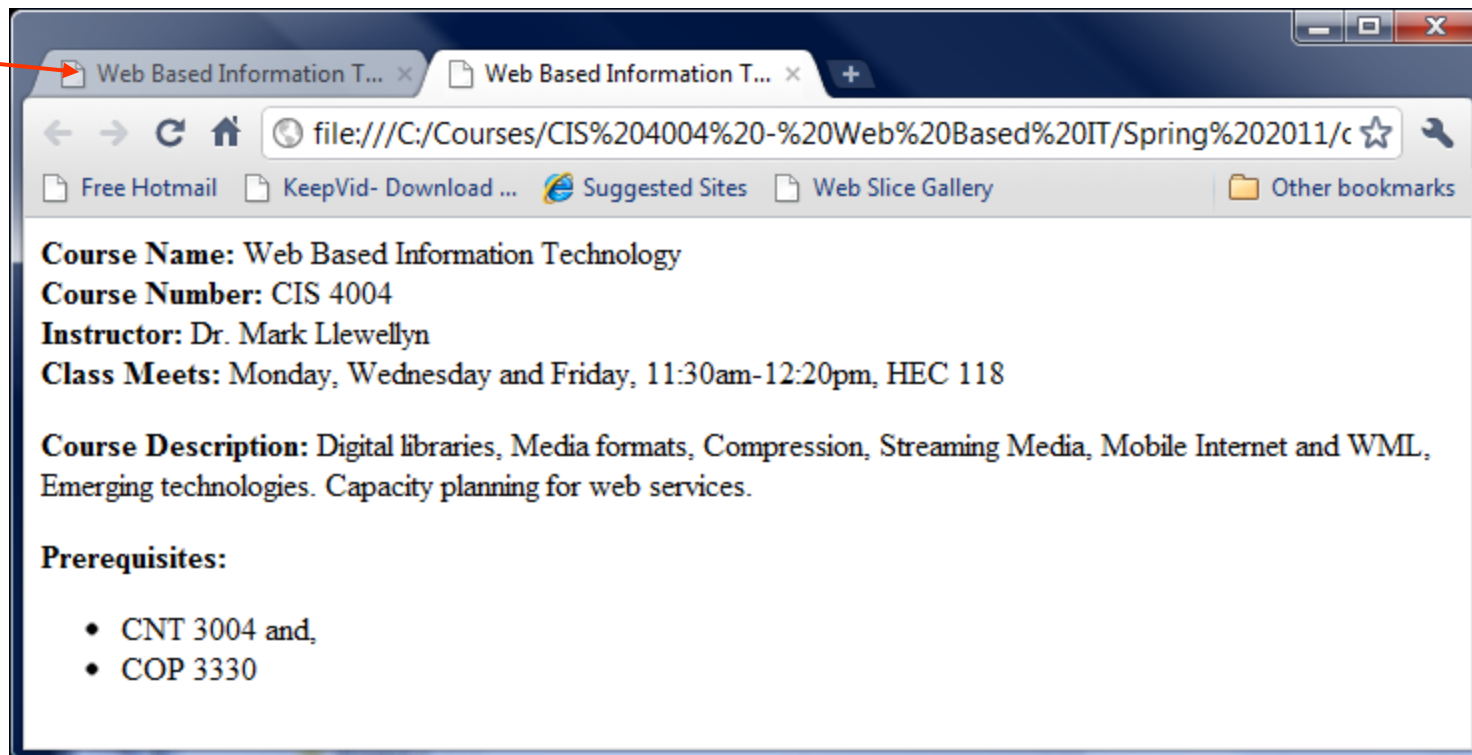 Web Based Information T... Web Based Information T...
file:///C:/Courses/CIS%204004%20-%20Web%20Based%20IT/Spring%202011/c
Free Hotmail KeepVid- Download ... Suggested Sites Web Slice Gallery Other bookmarks
Course Name: Web Based Information Technology
Course Number: CIS 4004
Instructor: Dr. Mark Llewellyn
Class Meets: Monday, Wednesday and Friday, 11:30am-12:20pm, HEC 118
Course Description: Digital libraries, Media formats, Compression, Streaming Media, Mobile Internet and WML,
Emerging technologies. Capacity planning for web services.
Prerequisites:
• CNT 3004 and,
• COP 3330